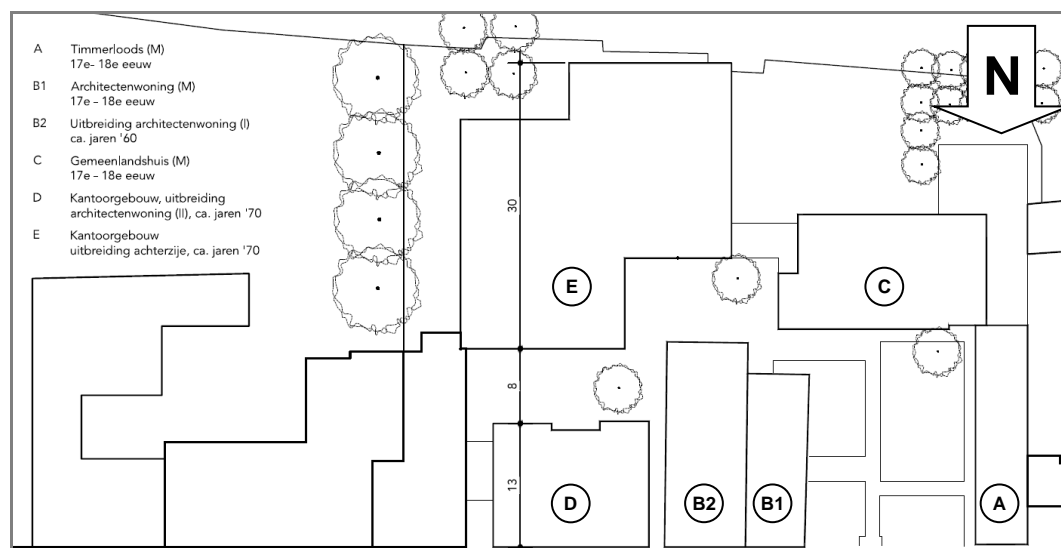 A Timmerloods (M)
17e- 18e eeuw
B1 Architectenwoning (M)
17e - 18e eeuw
B2 Uitbreiding architectenwoning (I)
ca. jaren '60
C Gemeenlandshuis (M)
17e - 18e eeuw
D Kantoorgebouw, uitbreiding
architectenwoning (II), ca. jaren '70
E Kantoorgebouw
uitbreiding achterzije, ca. jaren '70
N
30
E
C
8
13
D
B2
B1
A